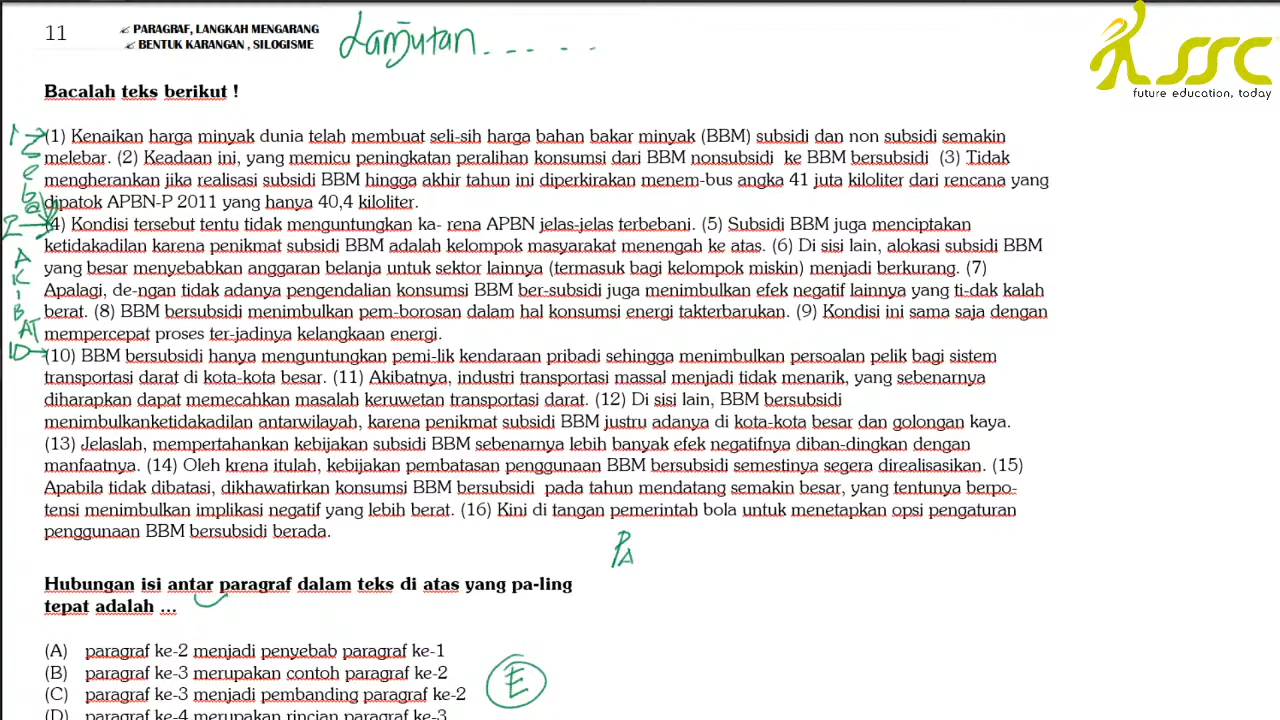 11
PARAGRAF, LANGKAH MENGARANG
BENTUK KARANGAN , SILOGISME
Lanjutan.....
SSC
future education, today
Bacalah teks berikut !
1 (1) Kenaikan harga minyak dunia telah membuat seli-sih harga bahan bakar minyak (BBM) subsidi dan non subsidi semakin
melebar. (2) Keadaan ini, yang memicu peningkatan peralihan konsumsi dari BBM nonsubsidi ke BBM bersubsidi (3) Tidak
mengherankan jika realisasi subsidi BBM hingga akhir tahun ini diperkirakan menem-bus angka 41 juta kiloliter dari rencana yang
dipatok APBN-P 2011 yang hanya 40,4 kiloliter.
2 (4) Kondisi tersebut tentu tidak menguntungkan ka- rena APBN jelas-jelas terbebani. (5) Subsidi BBM juga menciptakan
ketidakadilan karena penikmat subsidi BBM adalah kelompok masyarakat menengah ke atas. (6) Di sisi lain, alokasi subsidi BBM
yang besar menyebabkan anggaran belanja untuk sektor lainnya (termasuk bagi kelompok miskin) menjadi berkurang. (7)
Apalagi, de-ngan tidak adanya pengendalian konsumsi BBM ber-subsidi juga menimbulkan efek negatif lainnya yang ti-dak kalah
berat. (8) BBM bersubsidi menimbulkan pem-borosan dalam hal konsumsi energi takterbarukan. (9) Kondisi ini sama saja dengan
mempercepat proses ter-jadinya kelangkaan energi.
AKIBAT
10 (10) BBM bersubsidi hanya menguntungkan pemi-lik kendaraan pribadi sehingga menimbulkan persoalan pelik bagi sistem
transportasi darat di kota-kota besar. (11) Akibatnya, industri transportasi massal menjadi tidak menarik, yang sebenarnya
diharapkan dapat memecahkan masalah keruwetan transportasi darat. (12) Di sisi lain, BBM bersubsidi
menimbulkanketidakadilan antarwilayah, karena penikmat subsidi BBM justru adanya di kota-kota besar dan golongan kaya.
(13) Jelaslah, mempertahankan kebijakan subsidi BBM sebenarnya lebih banyak efek negatifnya diban-dingkan dengan
manfaatnya. (14) Oleh krena itulah, kebijakan pembatasan penggunaan BBM bersubsidi semestinya segera direalisasikan. (15)
Apabila tidak dibatasi, dikhawatirkan konsumsi BBM bersubsidi pada tahun mendatang semakin besar, yang tentunya berpo-
tensi menimbulkan implikasi negatif yang lebih berat. (16) Kini di tangan pemerintah bola untuk menetapkan opsi pengaturan
penggunaan BBM bersubsidi berada.
PA
Hubungan isi antar paragraf dalam teks di atas yang pa-ling
tepat adalah ...
(A) paragraf ke-2 menjadi penyebab paragraf ke-1
(B) paragraf ke-3 merupakan contoh paragraf ke-2
E
(C) paragraf ke-3 menjadi pembanding paragraf ke-2
(D) paragraf ke-4 merupakan rincian paragraf ke-3